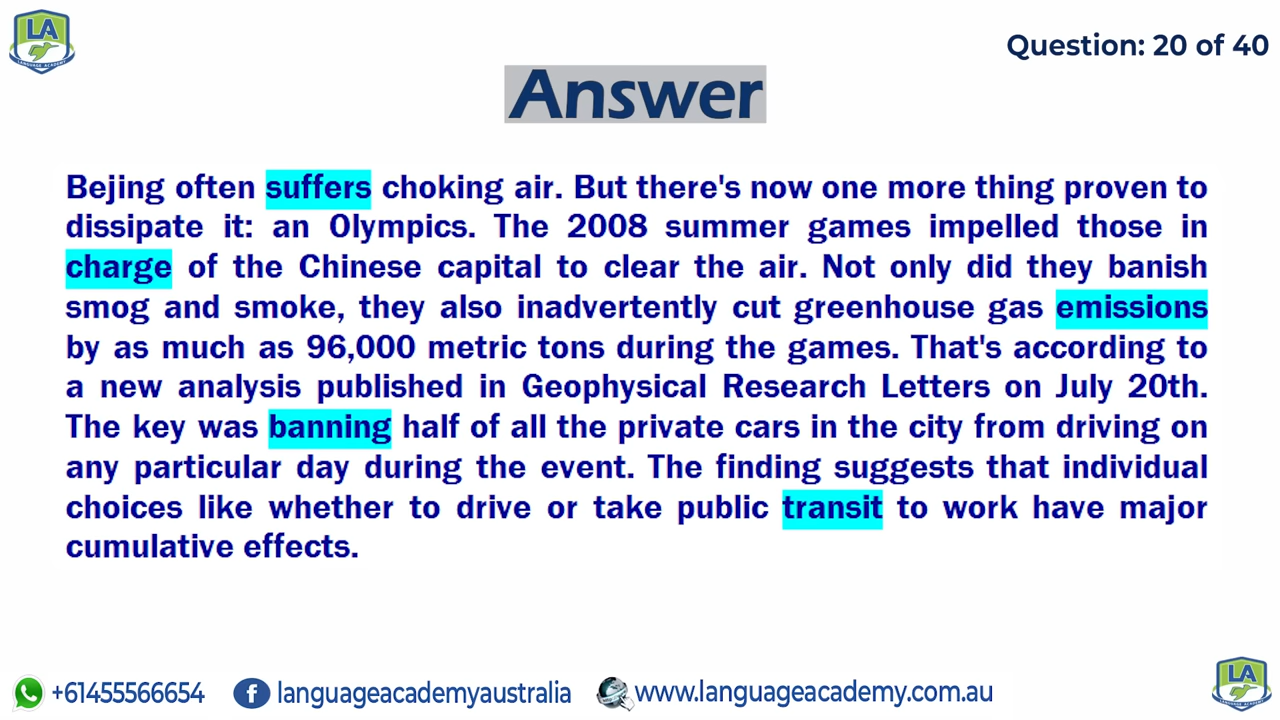 LA
LANGUAGE ACADEMY
Question: 20 of 40
Answer
Bejing often suffers choking air. But there's now one more thing proven to
dissipate it: an Olympics. The 2008 summer games impelled those in
charge of the Chinese capital to clear the air. Not only did they banish
smog and smoke, they also inadvertently cut greenhouse gas emissions
by as much as 96,000 metric tons during the games. That's according to
a new analysis published in Geophysical Research Letters on July 20th.
The key was banning half of all the private cars in the city from driving on
any particular day during the event. The finding suggests that individual
choices like whether to drive or take public transit to work have major
cumulative effects.
+61455566654
f languageacademyaustralia
www.languageacademy.com.au
LA
LANGUAGE ACADEMY